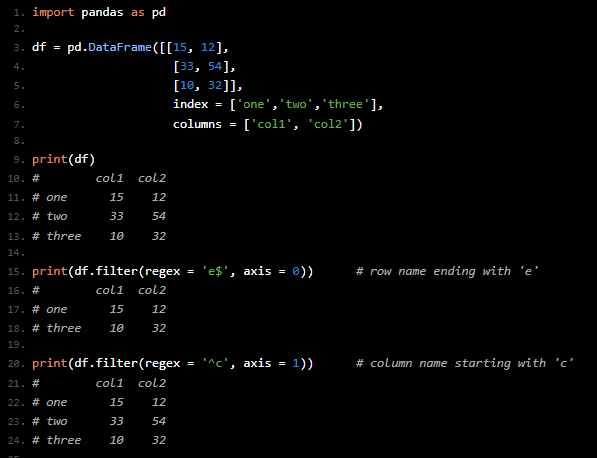 1. import pandas as pd
2.
3. df = pd.DataFrame([[15, 12],
4.                    [33, 54],
5.                    [10, 32]],
6.                    index = ['one','two','three'],
7.                    columns = ['col1', 'col2'])
8.
9. print(df)
10. #        col1  col2
11. # one      15    12
12. # two      33    54
13. # three    10    32
14.
15. print(df.filter(regex = 'e$', axis = 0))      # row name ending with 'e'
16. #        col1  col2
17. # one      15    12
18. # three    10    32
19.
20. print(df.filter(regex = '^c', axis = 1))      # column name starting with 'c'
21. #        col1  col2
22. # one      15    12
23. # two      33    54
24. # three    10    32